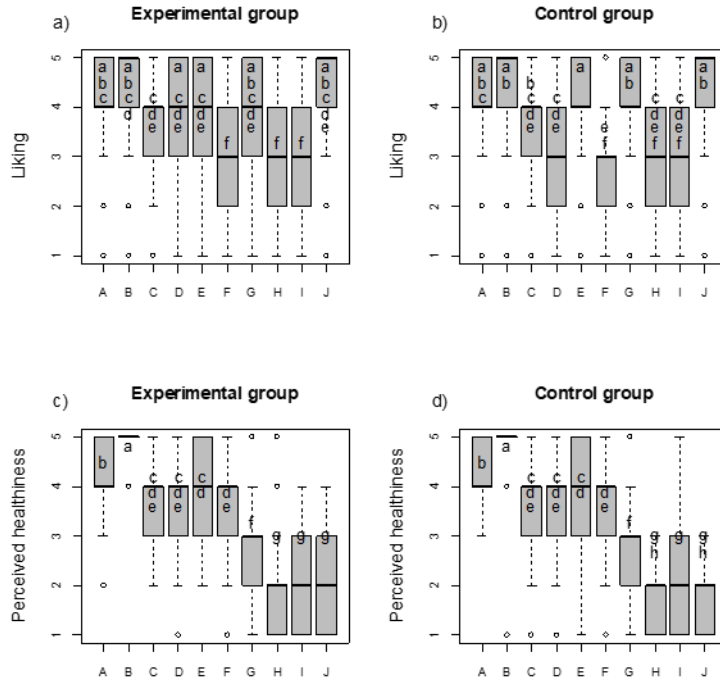 a) Experimental group
b) Control group
Liking
5
4
3
2
1
a a a a a a
b b b b
c c c c c c c
d d d d d d
e e e e e
f f f
A B C D E F G H I J
Liking
5
4
3
2
1
a a a a a
b b b b b
c c c c c
d d d d
e e e e e
f f f
A B C D E F G H I J
c) Experimental group
d) Control group
Perceived healthiness
5
4
3
2
1
b a c c c d f g g g
d d d e
e e
A B C D E F G H I J
Perceived healthiness
5
4
3
2
1
b a c c c d f g g g
d d d e h h
e e
A B C D E F G H I J